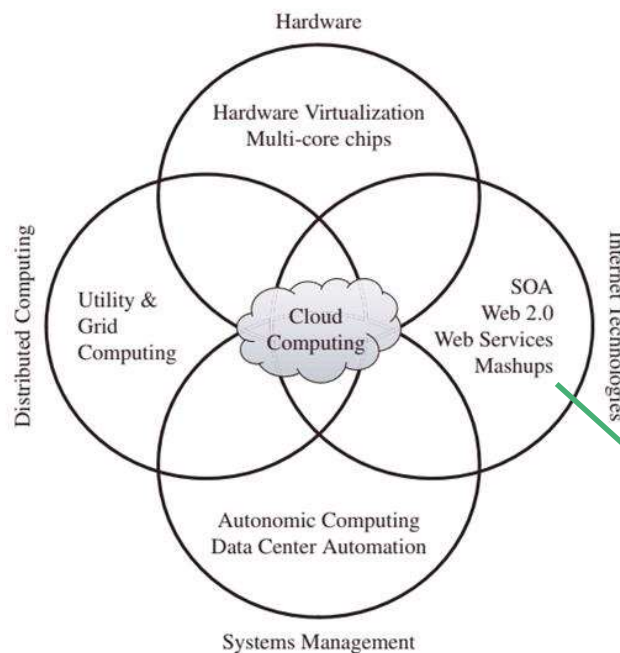 Hardware
Hardware Virtualization
Multi-core chips
Distributed Computing
Utility &
Grid
Computing
Cloud
Computing
SOA
Web 2.0
Web Services
Mashups
Internet Technologies
Autonomic Computing
Data Center Automation
Systems Management